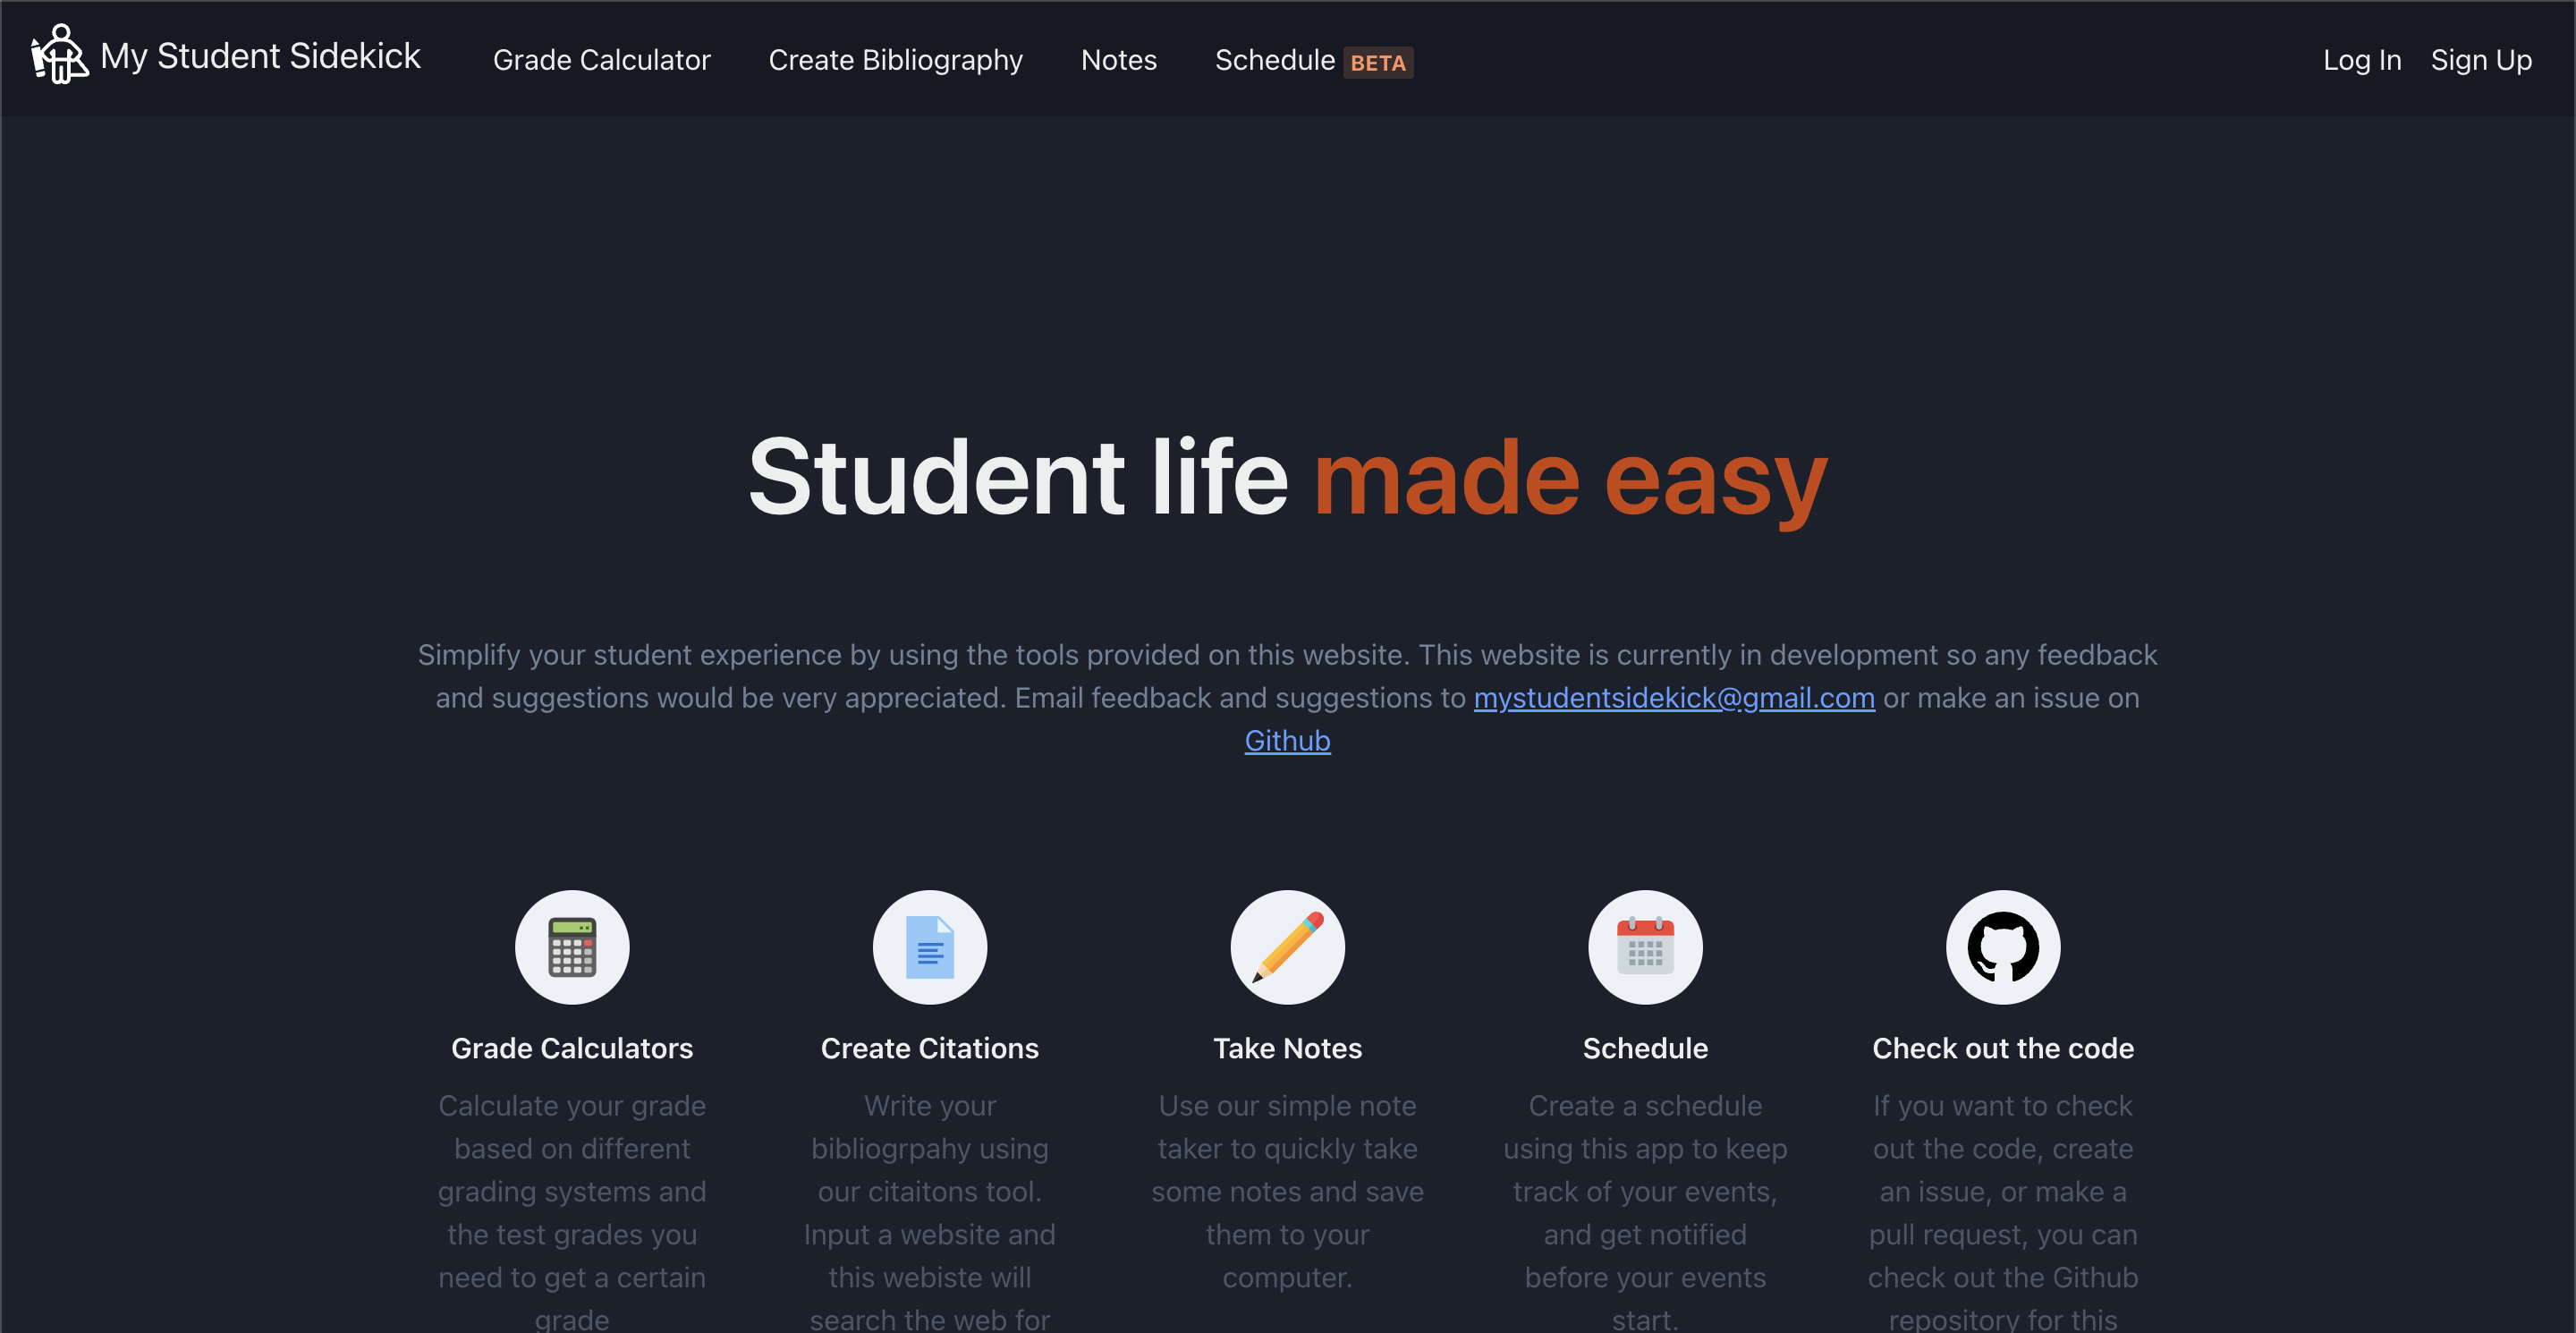 My Student Sidekick Grade Calculator Create Bibliography Notes Schedule BETA Log In Sign Up
Student life made easy
Simplify your student experience by using the tools provided on this website. This website is currently in development so any feedback
and suggestions would be very appreciated. Email feedback and suggestions to mystudentsidekick@gmail.com or make an issue on
Github
Grade Calculators
Calculate your grade
based on different
grading systems and
the test grades you
need to get a certain
grade
Create Citations
Write your
bibliogrpahy using
our citaitons tool.
Input a website and
this webiste will
search the web for
Take Notes
Use our simple note
taker to quickly take
some notes and save
them to your
computer.
Schedule
Create a schedule
using this app to keep
track of your events,
and get notified
before your events
start.
Check out the code
If you want to check
out the code, create
an issue, or make a
pull request, you can
check out the Github
repository for this